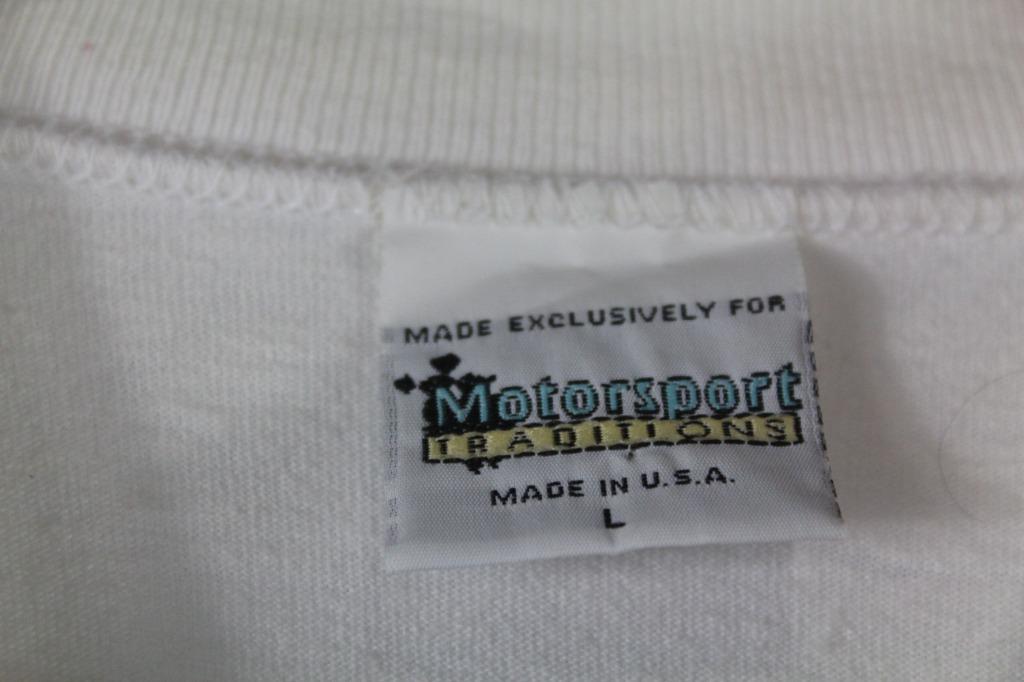 MADE EXCLUSIVELY FOR
Motorsport
TRADITIONS
MADE IN U.S.A.
L